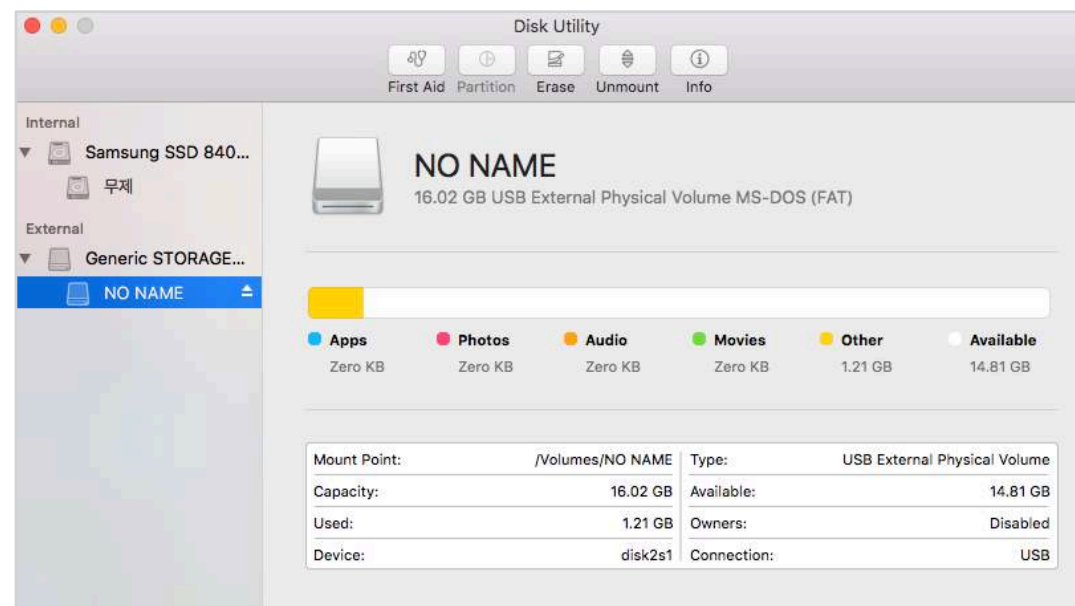 Disk Utility
First Aid Partition Erase Unmount Info
Internal
Samsung SSD 840...
무제
External
Generic STORAGE...
NO NAME
NO NAME
16.02 GB USB External Physical Volume MS-DOS (FAT)
Apps Photos Audio Movies Other Available
Zero KB Zero KB Zero KB Zero KB 1.21 GB 14.81 GB
Mount Point: /Volumes/NO NAME Type: USB External Physical Volume
Capacity: 16.02 GB Available: 14.81 GB
Used: 1.21 GB Owners: Disabled
Device: disk2s1 Connection: USB